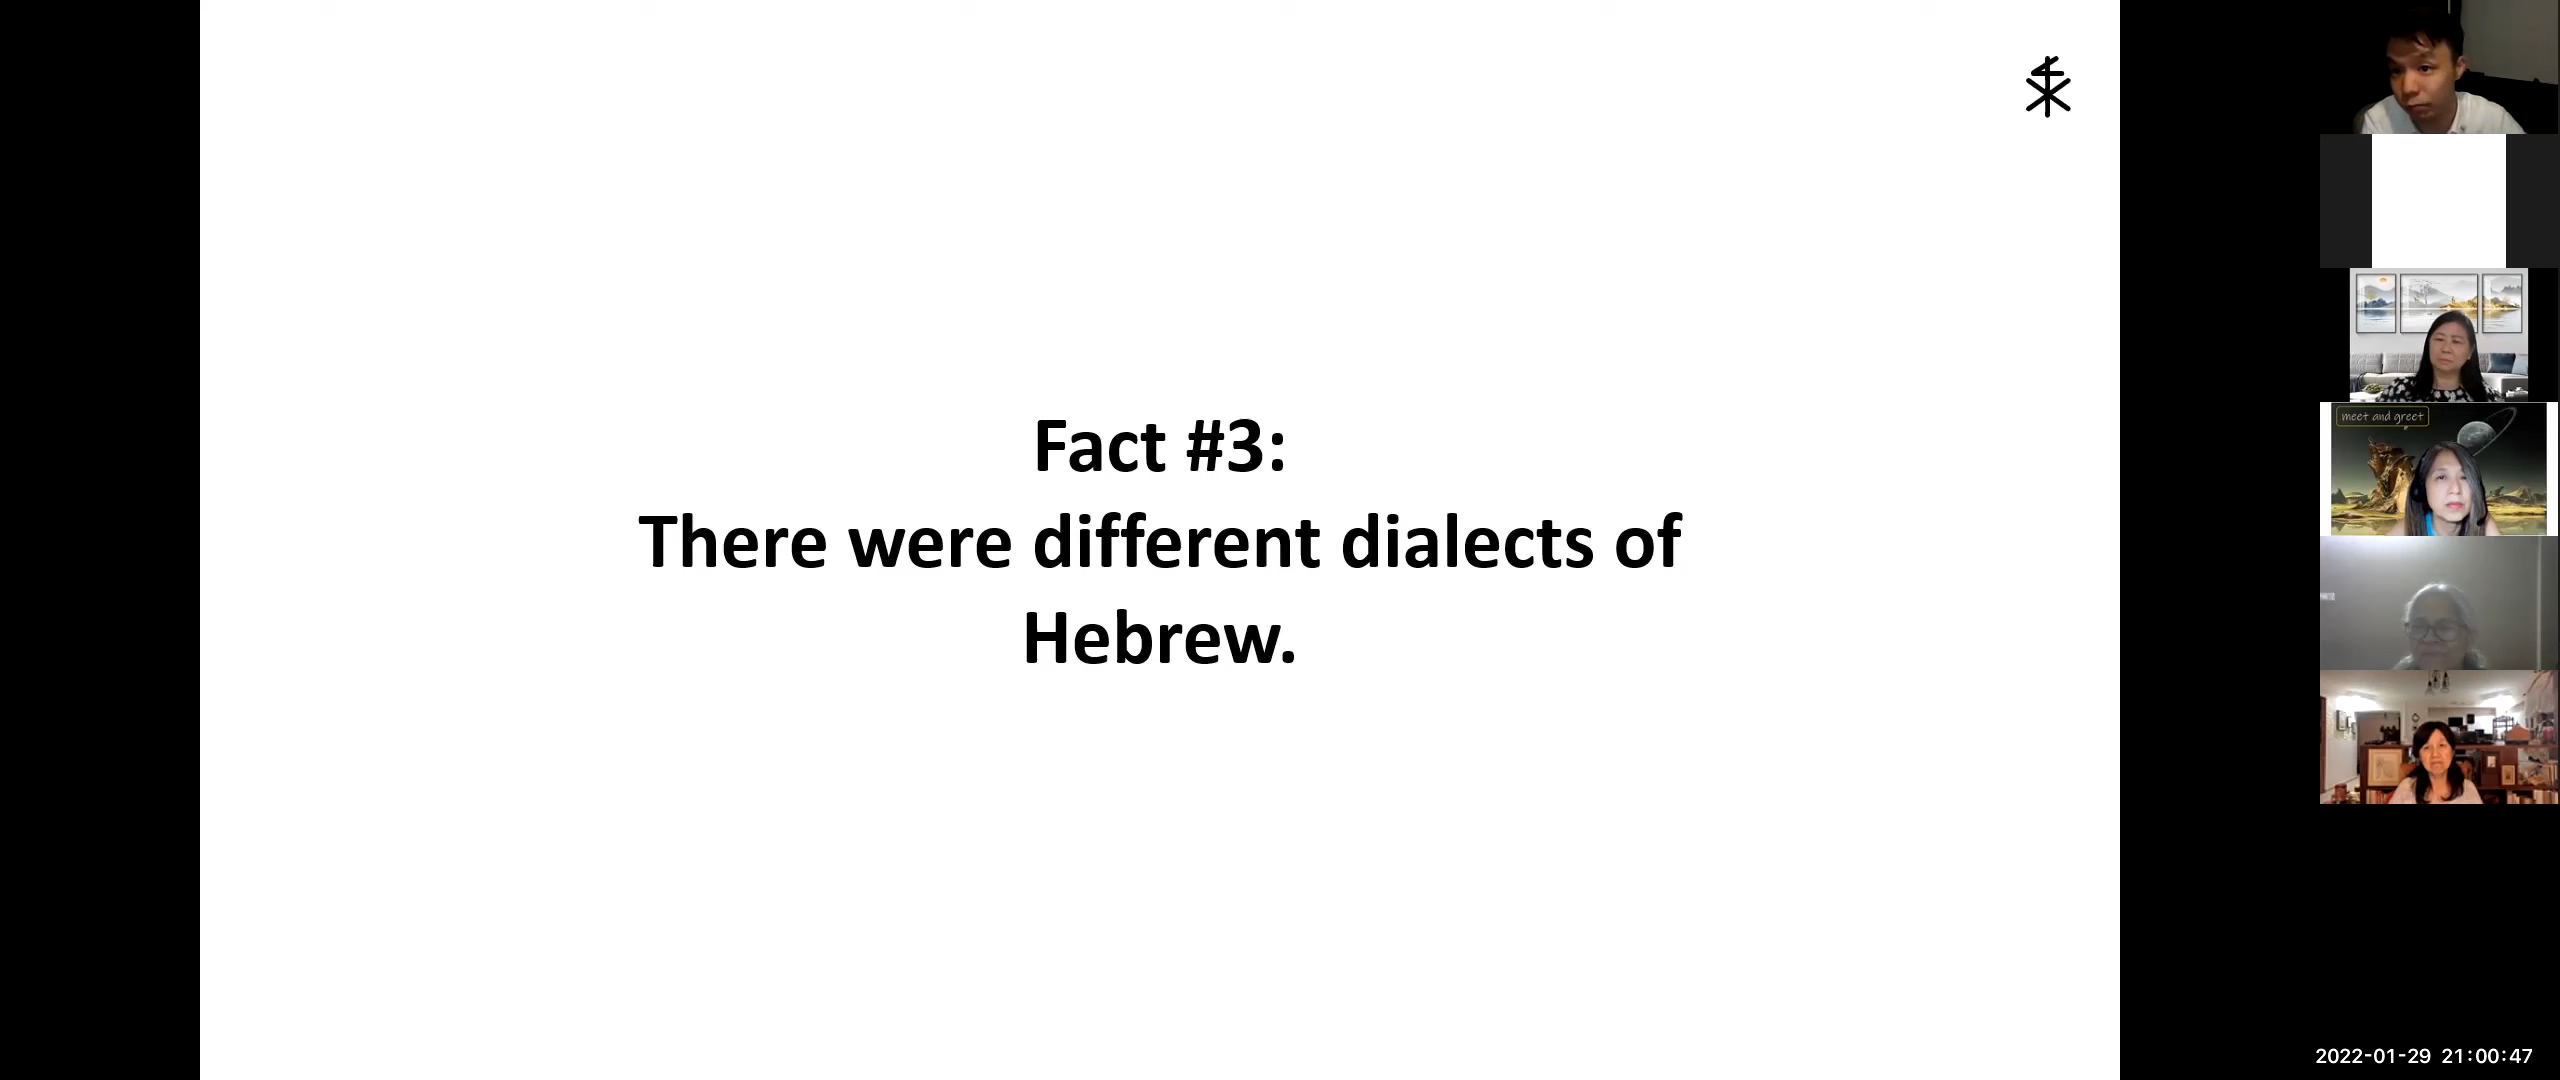 Fact #3:
There were different dialects of
Hebrew.
meet and greet
2022-01-29 21:00:47